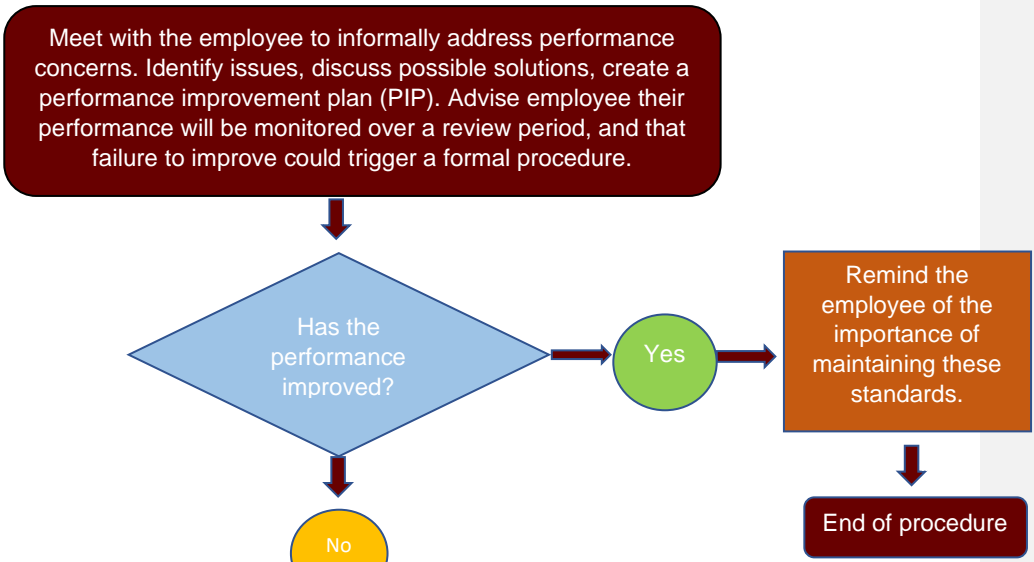 Meet with the employee to informally address performance
concerns. Identify issues, discuss possible solutions, create a
performance improvement plan (PIP). Advise employee their
performance will be monitored over a review period, and that
failure to improve could trigger a formal procedure.
Has the
performance
improved?
Yes
Remind the
employee of the
importance of
maintaining these
standards.
No
End of procedure